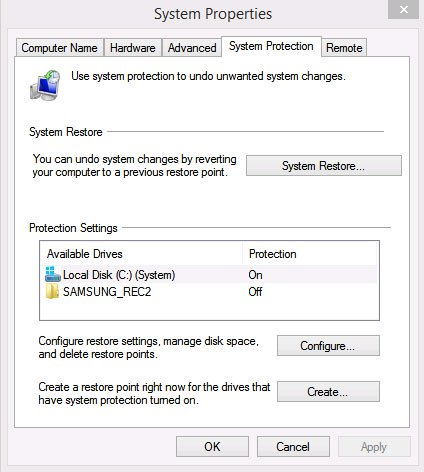 System Properties
Computer Name Hardware Advanced System Protection Remote
Use system protection to undo unwanted system changes.
System Restore
You can undo system changes by reverting
your computer to a previous restore point.
System Restore...
Protection Settings
Available Drives Protection
Local Disk (C:) (System) On
SAMSUNG_REC2 Off
Configure restore settings, manage disk space,
and delete restore points.
Configure...
Create a restore point right now for the drives that
have system protection turned on.
Create...
OK Cancel Apply